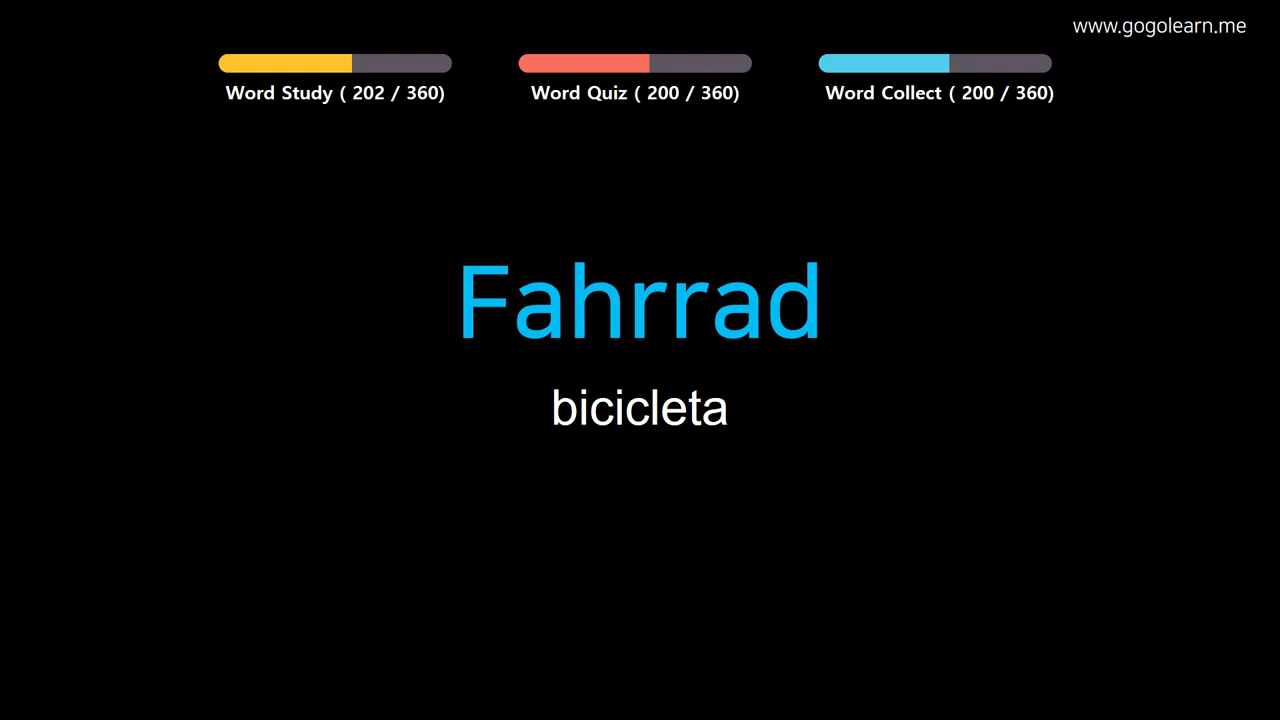 www.gogolearn.me
Word Study ( 202 / 360)
Word Quiz ( 200 / 360)
Word Collect ( 200 / 360)
Fahrrad
bicicleta